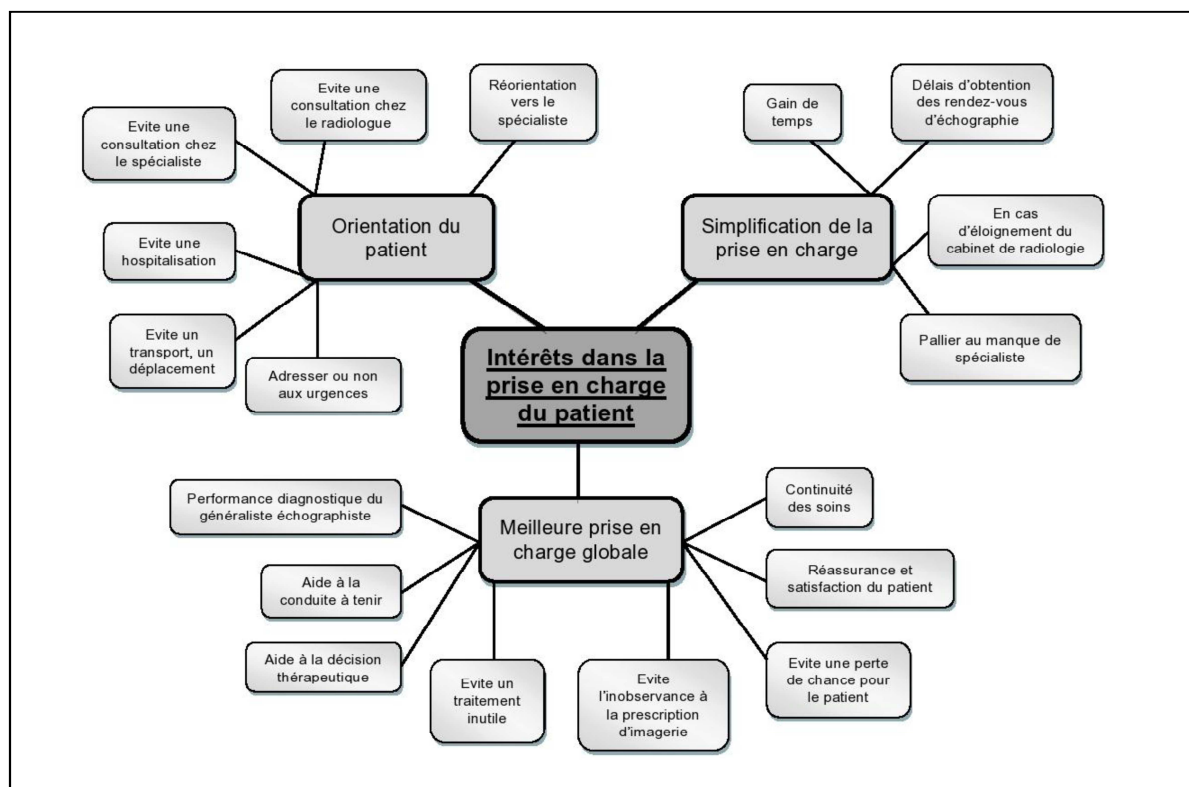 Evite une
consultation chez
le radiologue
Réorientation
vers le
spécialiste
Evite une
consultation chez
le spécialiste
Orientation du
patient
Evite une
hospitalisation
Evite un
transport, un
déplacement
Adresser ou non
aux urgences
Gain de
temps
Délais d'obtention
des rendez-vous
d'échographie
Simplification de la
prise en charge
En cas
d'éloignement du
cabinet de radiologie
Pallier au manque de
spécialiste
Intérêts dans la
prise en charge
du patient
Performance diagnostique du
généraliste échographiste
Meilleure prise en
charge globale
Continuité
des soins
Aide à la
conduite à tenir
Réassurance et
satisfaction du patient
Aide à la décision
thérapeutique
Evite un
traitement
inutile
Evite
l'inobservance à
la prescription
d'imagerie
Evite une perte
de chance pour
le patient